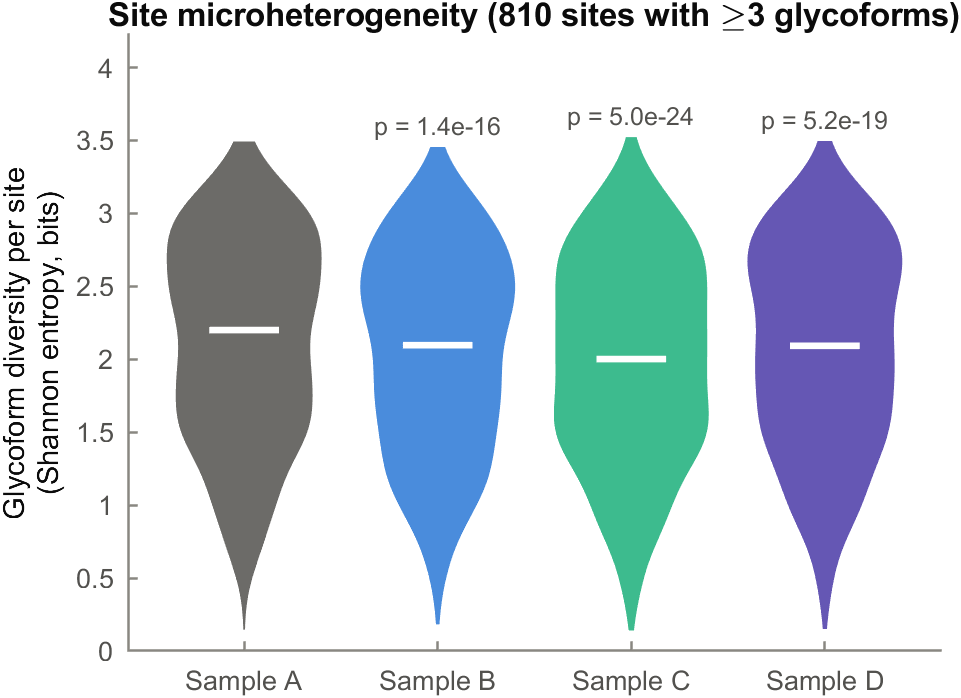 Site microheterogeneity (810 sites with ≥3 glycoforms)
Glycoform diversity per site
(Shannon entropy, bits)
4
3.5
3
2.5
2
1.5
1
0.5
0
p = 1.4e-16
p = 5.0e-24
p = 5.2e-19
Sample A
Sample B
Sample C
Sample D